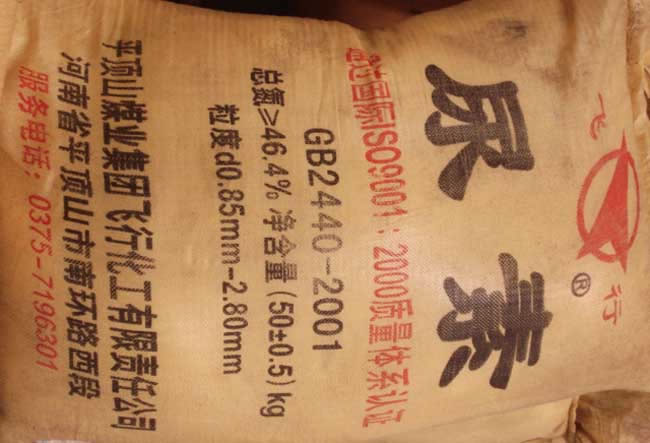 飞行
®
尿素
通过国际ISO9001:2000质量体系认证
GB2440-2001
总氮≥46.4% 净含量(50±0.5)kg
粒度d0.85mm-2.80mm
平顶山煤业集团飞行化工有限责任公司
河南省平顶山市南环路西段
服务电话:0375-7196301